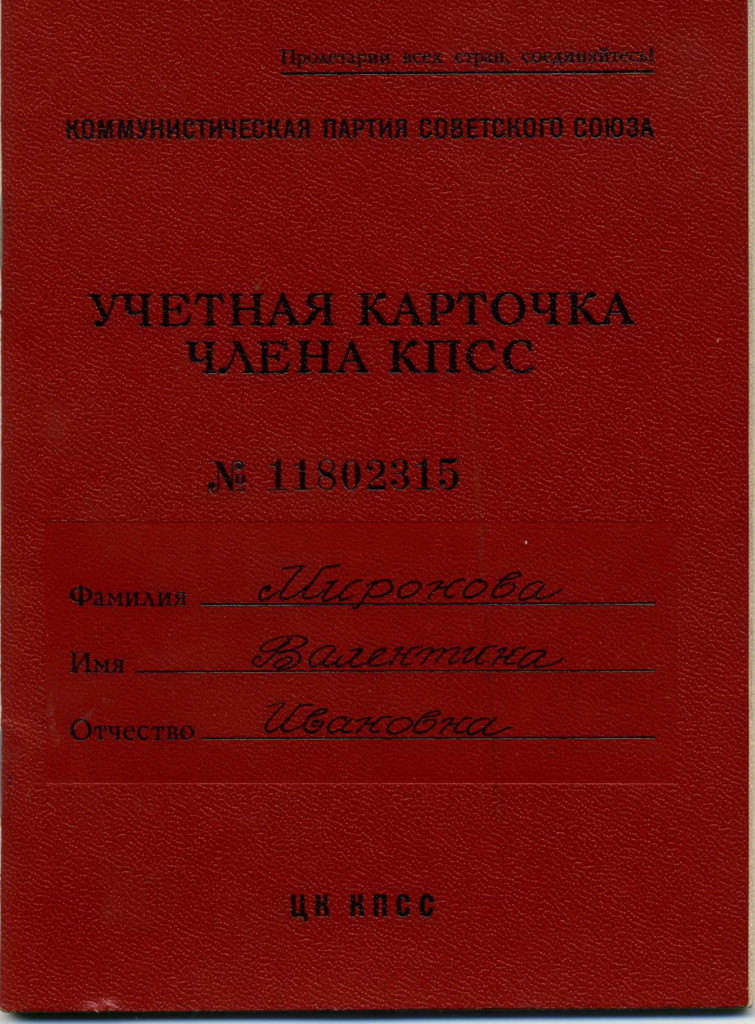 Пролетарии всех стран, соединяйтесь!
КОММУНИСТИЧЕСКАЯ ПАРТИЯ СОВЕТСКОГО СОЮЗА
УЧЕТНАЯ КАРТОЧКА
ЧЛЕНА КПСС
№ 11802315
Фамилия Миронова
Имя Валентина
Отчество Ивановна
ЦК КПСС